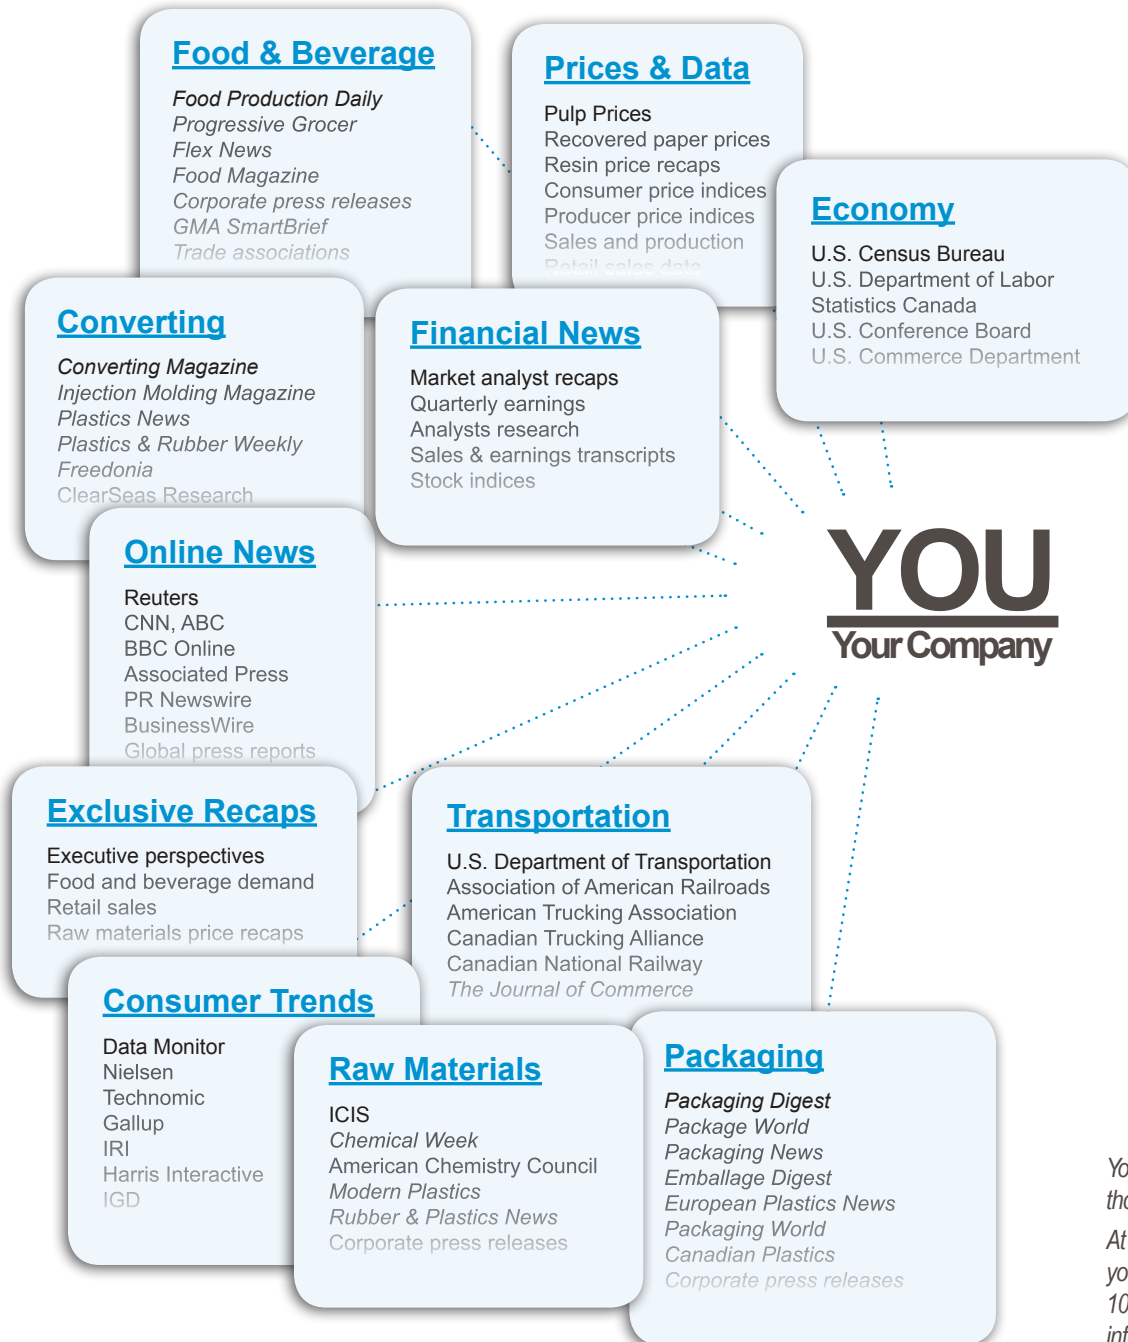 Food & Beverage
Food Production Daily
Progressive Grocer
Flex News
Food Magazine
Corporate press releases
GMA SmartBrief
Trade associations
Prices & Data
Pulp Prices
Recovered paper prices
Resin price recaps
Consumer price indices
Producer price indices
Sales and production
Retail sales data
Economy
U.S. Census Bureau
U.S. Department of Labor
Statistics Canada
U.S. Conference Board
U.S. Commerce Department
Converting
Converting Magazine
Injection Molding Magazine
Plastics News
Plastics & Rubber Weekly
Freedonia
ClearSeas Research
Financial News
Market analyst recaps
Quarterly earnings
Analysts research
Sales & earnings transcripts
Stock indices
YOU
Your Company
Online News
Reuters
CNN, ABC
BBC Online
Associated Press
PR Newswire
BusinessWire
Global press reports
Exclusive Recaps
Executive perspectives
Food and beverage demand
Retail sales
Raw materials price recaps
Transportation
U.S. Department of Transportation
Association of American Railroads
American Trucking Association
Canadian Trucking Alliance
Canadian National Railway
The Journal of Commerce
Consumer Trends
Data Monitor
Nielsen
Technomic
Gallup
IRI
Harris Interactive
IGD
Raw Materials
ICIS
Chemical Week
American Chemistry Council
Modern Plastics
Rubber & Plastics News
Corporate press releases
Packaging
Packaging Digest
Package World
Packaging News
Emballage Digest
European Plastics News
Packaging World
Canadian Plastics
Corporate press releases
At